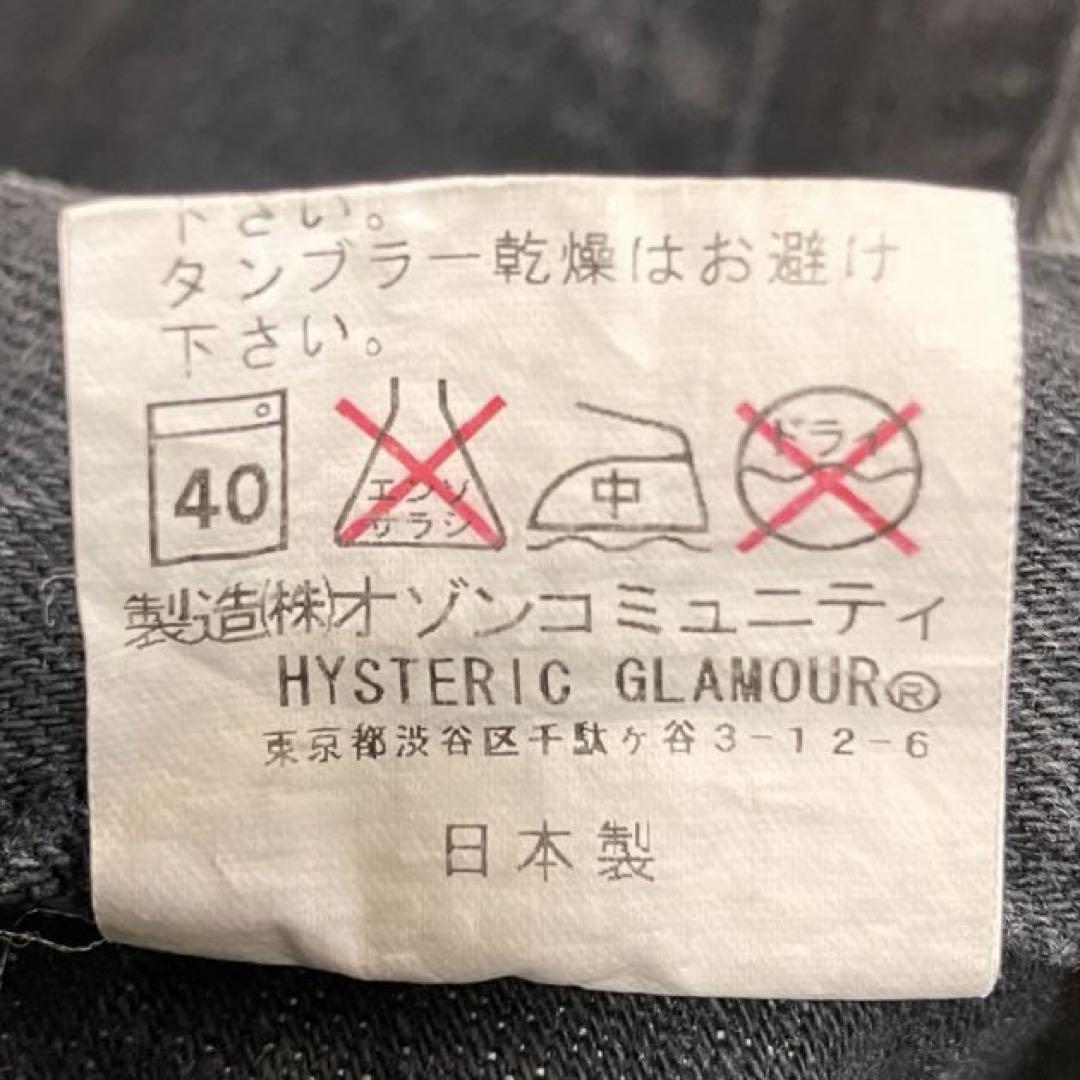 下さい。
タンブラー乾燥はお避け
下さい。
40
エンソ
サラシ
中
ドライ
製造(株)オゾンコミュニティ
HYSTERIC GLAMOUR®
東京都渋谷区千駄ヶ谷3-12-6
日本製